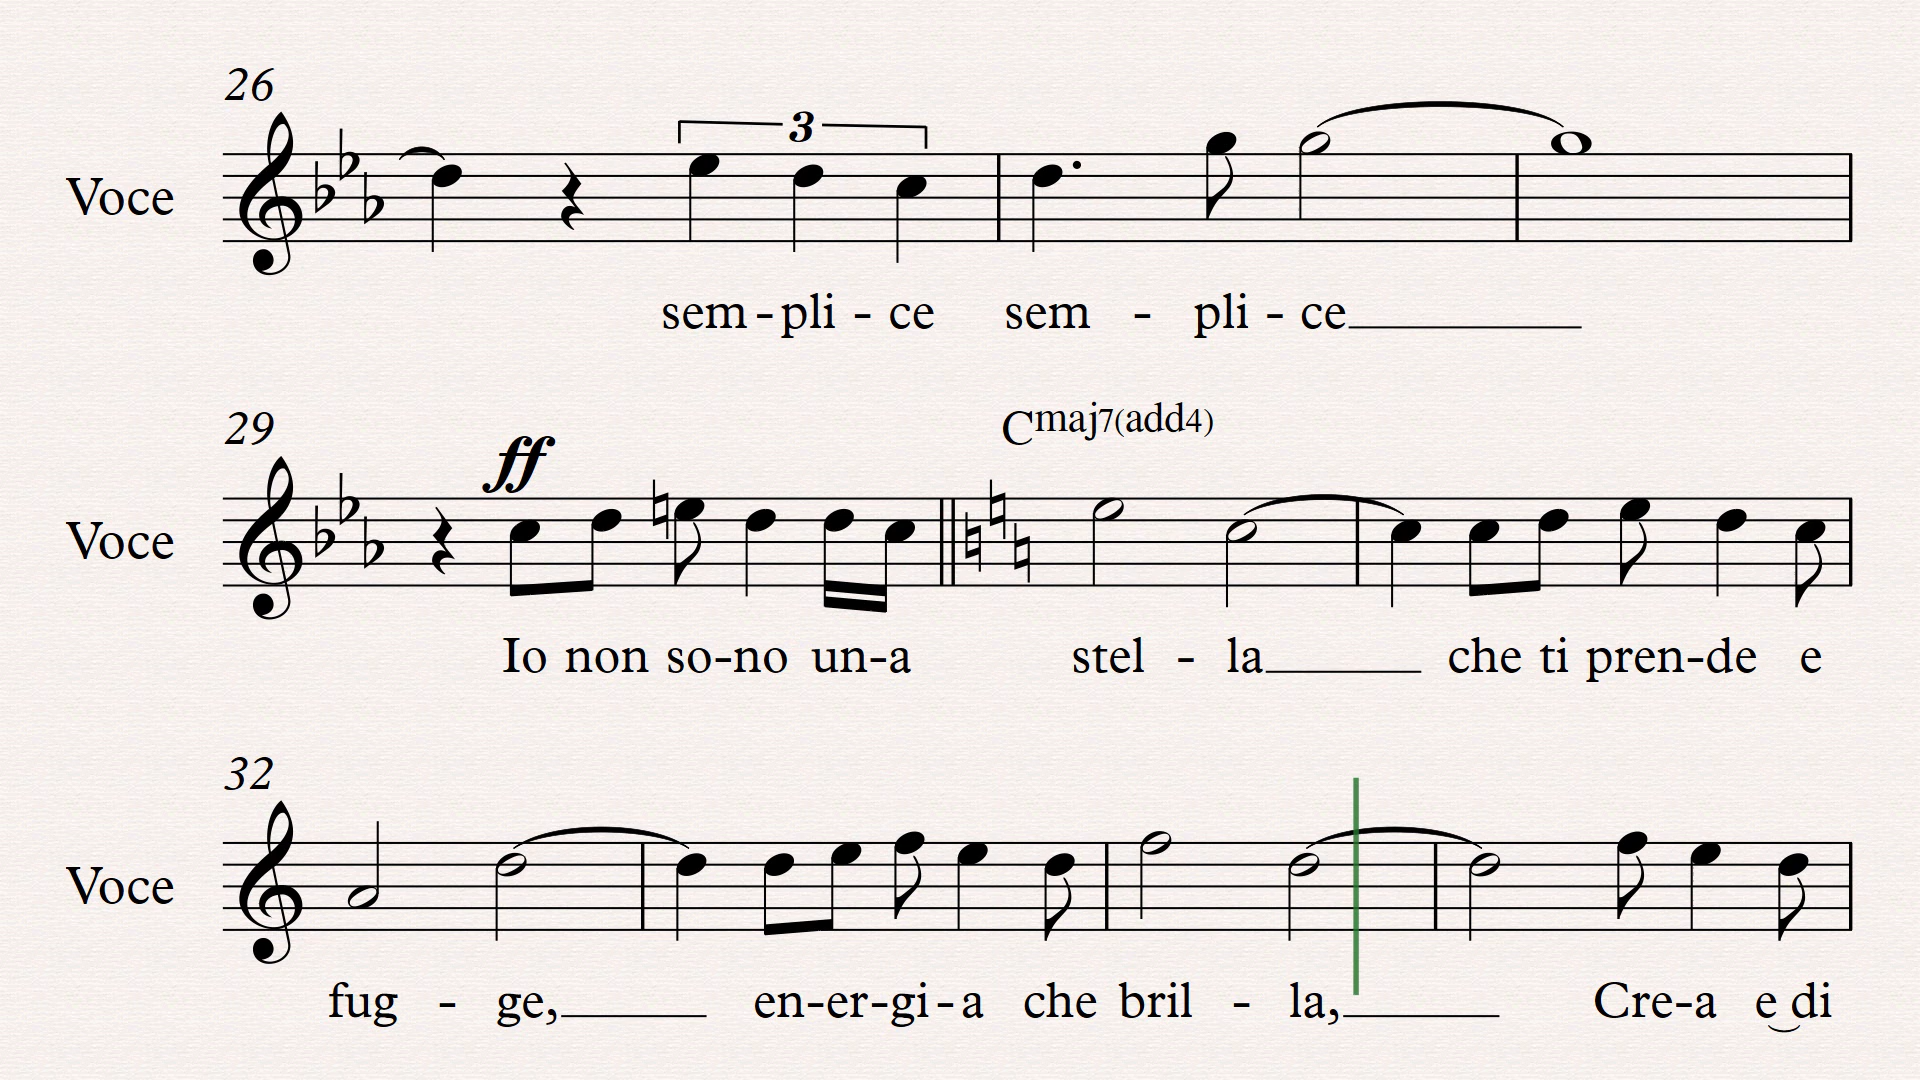 26
3
Voce
sem - pli - ce sem - pli - ce
29
ff
Cmaj7(add4)
Voce
Io non so-no un-a stel - la che ti pren-de e
32
Voce
fug - ge, en-er-gi-a che bril - la, Cre-a e di